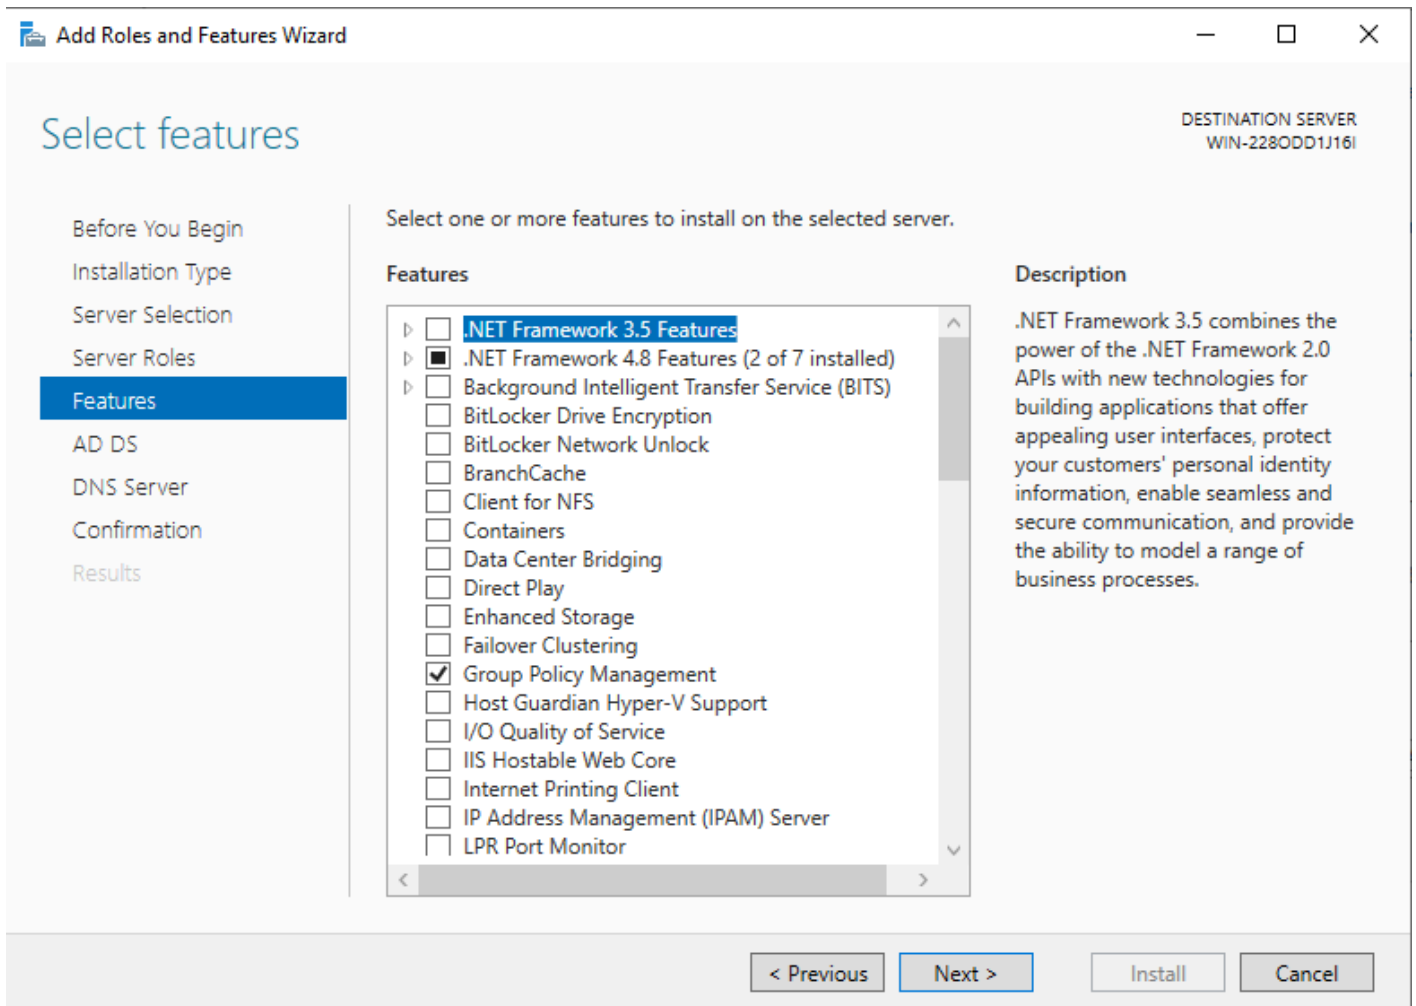 Add Roles and Features Wizard
Select features
DESTINATION SERVER
WIN-228ODD1J16I
Before You Begin
Installation Type
Server Selection
Server Roles
Features
AD DS
DNS Server
Confirmation
Results
Select one or more features to install on the selected server.
Features
.NET Framework 3.5 Features
.NET Framework 4.8 Features (2 of 7 installed)
Background Intelligent Transfer Service (BITS)
BitLocker Drive Encryption
BitLocker Network Unlock
BranchCache
Client for NFS
Containers
Data Center Bridging
Direct Play
Enhanced Storage
Failover Clustering
Group Policy Management
Host Guardian Hyper-V Support
I/O Quality of Service
IIS Hostable Web Core
Internet Printing Client
IP Address Management (IPAM) Server
LPR Port Monitor
Description
.NET Framework 3.5 combines the
power of the .NET Framework 2.0
APIs with new technologies for
building applications that offer
appealing user interfaces, protect
your customers' personal identity
information, enable seamless and
secure communication, and provide
the ability to model a range of
business processes.
< Previous
Next >
Install
Cancel